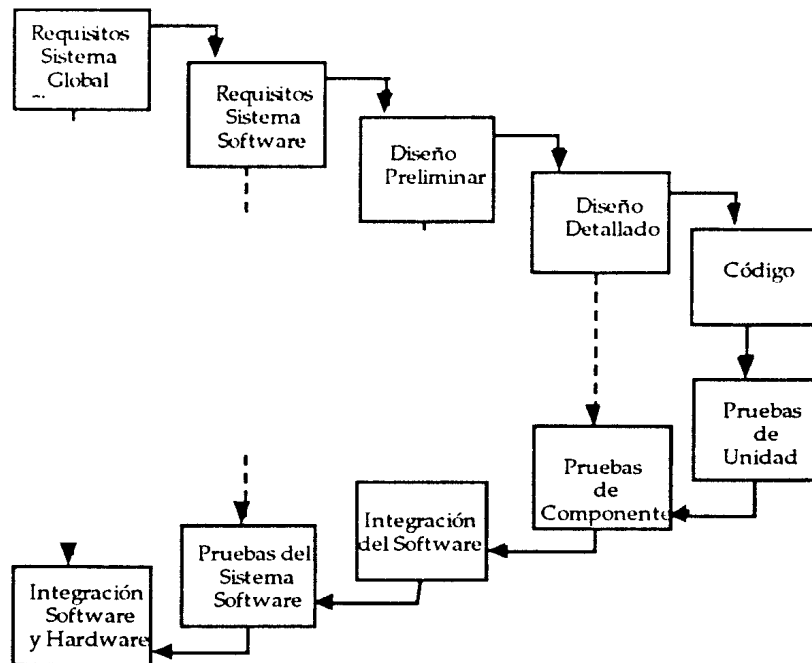 Requisitos
Sistema
Global
Requisitos
Sistema
Software
Diseño
Preliminar
Diseño
Detallado
Código
Pruebas
de
Unidad
Pruebas
de
Componente
Integración
del Software
Pruebas del
Sistema
Software
Integración
Software
y Hardware